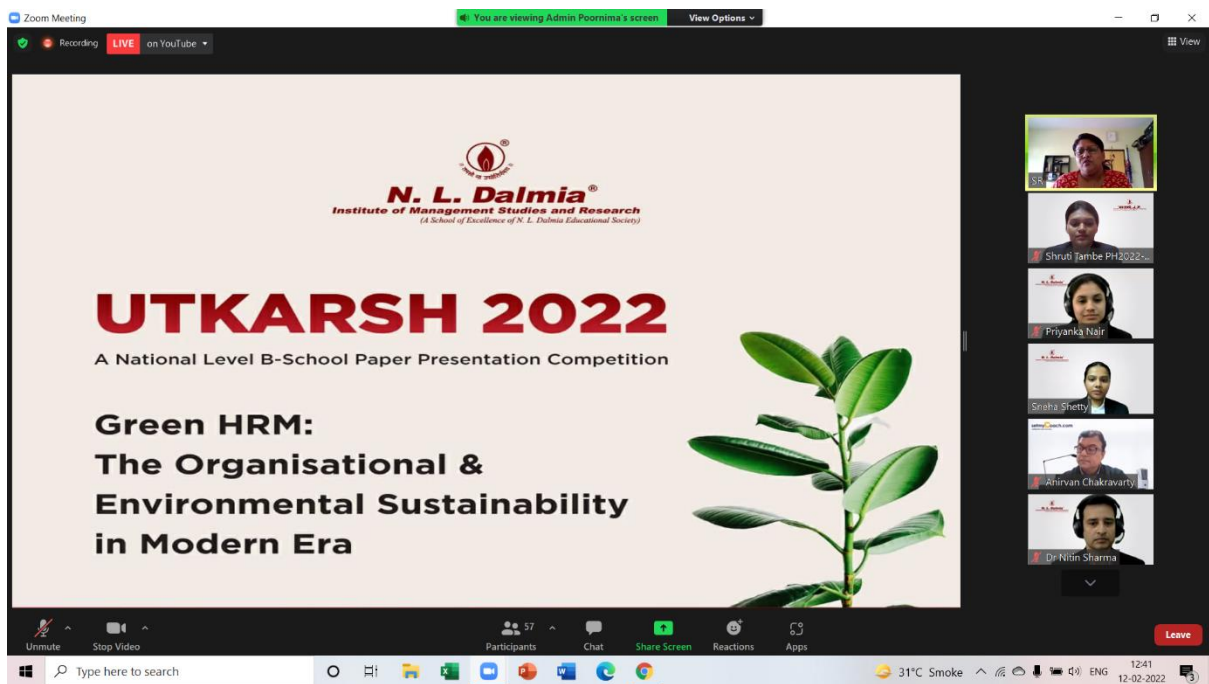 Zoom Meeting
You are viewing Admin Poornima's screen
View Options
Recording
LIVE
on YouTube
View
N. L. Dalmia®
Institute of Management Studies and Research
(A School of Excellence of N. L. Dalmia Educational Society)
UTKARSH 2022
A National Level B-School Paper Presentation Competition
Green HRM:
The Organisational &
Environmental Sustainability
in Modern Era
SR
Shruti Tambe PH2022-...
Priyanka Nair
Sneha Shetty
Anirvan Chakravarty
Dr Nitin Sharma
Unmute
Stop Video
57
Participants
Chat
Share Screen
Reactions
Apps
Leave
Type here to search
31°C Smoke
ENG
12:41
12-02-2022
3